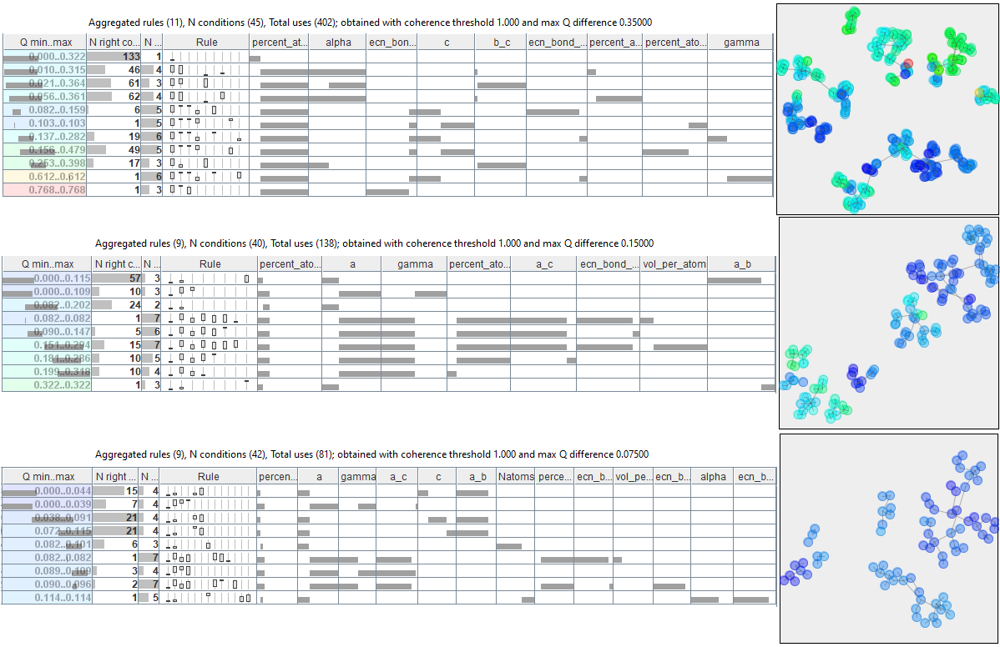 Aggregated rules (11), N conditions (45), Total uses (402); obtained with coherence threshold 1.000 and max Q difference 0.35000
Q min..max N right co... N ... Rule percent_at... alpha ecn_bon... c b_c ecn_bond_... percent_a... percent_ato... gamma
0.000..0.322 133 1
0.010..0.315 46 4
0.021..0.364 61 3
0.056..0.361 62 4
0.082..0.159 6 5
0.103..0.103 1 5
0.137..0.282 19 6
0.156..0.479 49 5
0.253..0.398 17 3
0.612..0.612 1 6
0.768..0.768 1 3
Aggregated rules (9), N conditions (40), Total uses (138); obtained with coherence threshold 1.000 and max Q difference 0.15000
Q min..max N right c... N ... Rule percent_ato... a gamma percent_ato... a_c ecn_bond_... vol_per_atom a_b
0.000..0.115 57 3
0.000..0.109 10 3
0.082..0.202 24 2
0.082..0.082 1 7
0.090..0.147 5 6
0.151..0.294 15 7
0.181..0.286 10 5
0.199..0.318 10 4
0.322..0.322 1 3
Aggregated rules (9), N conditions (42), Total uses (81); obtained with coherence threshold 1.000 and max Q difference 0.07500
Q min..max N right ... N ... Rule percen... a gamma a_c c a_b Natoms perce... ecn_b... vol_pe... ecn_b... alpha ecn_b...
0.000..0.044 15 4
0.000..0.039 7 4
0.038..0.091 21 4
0.072..0.115 21 4
0.082..0.101 6 3
0.082..0.082 1 7
0.089..0.109 3 4
0.090..0.096 2 7
0.114..0.114 1 5